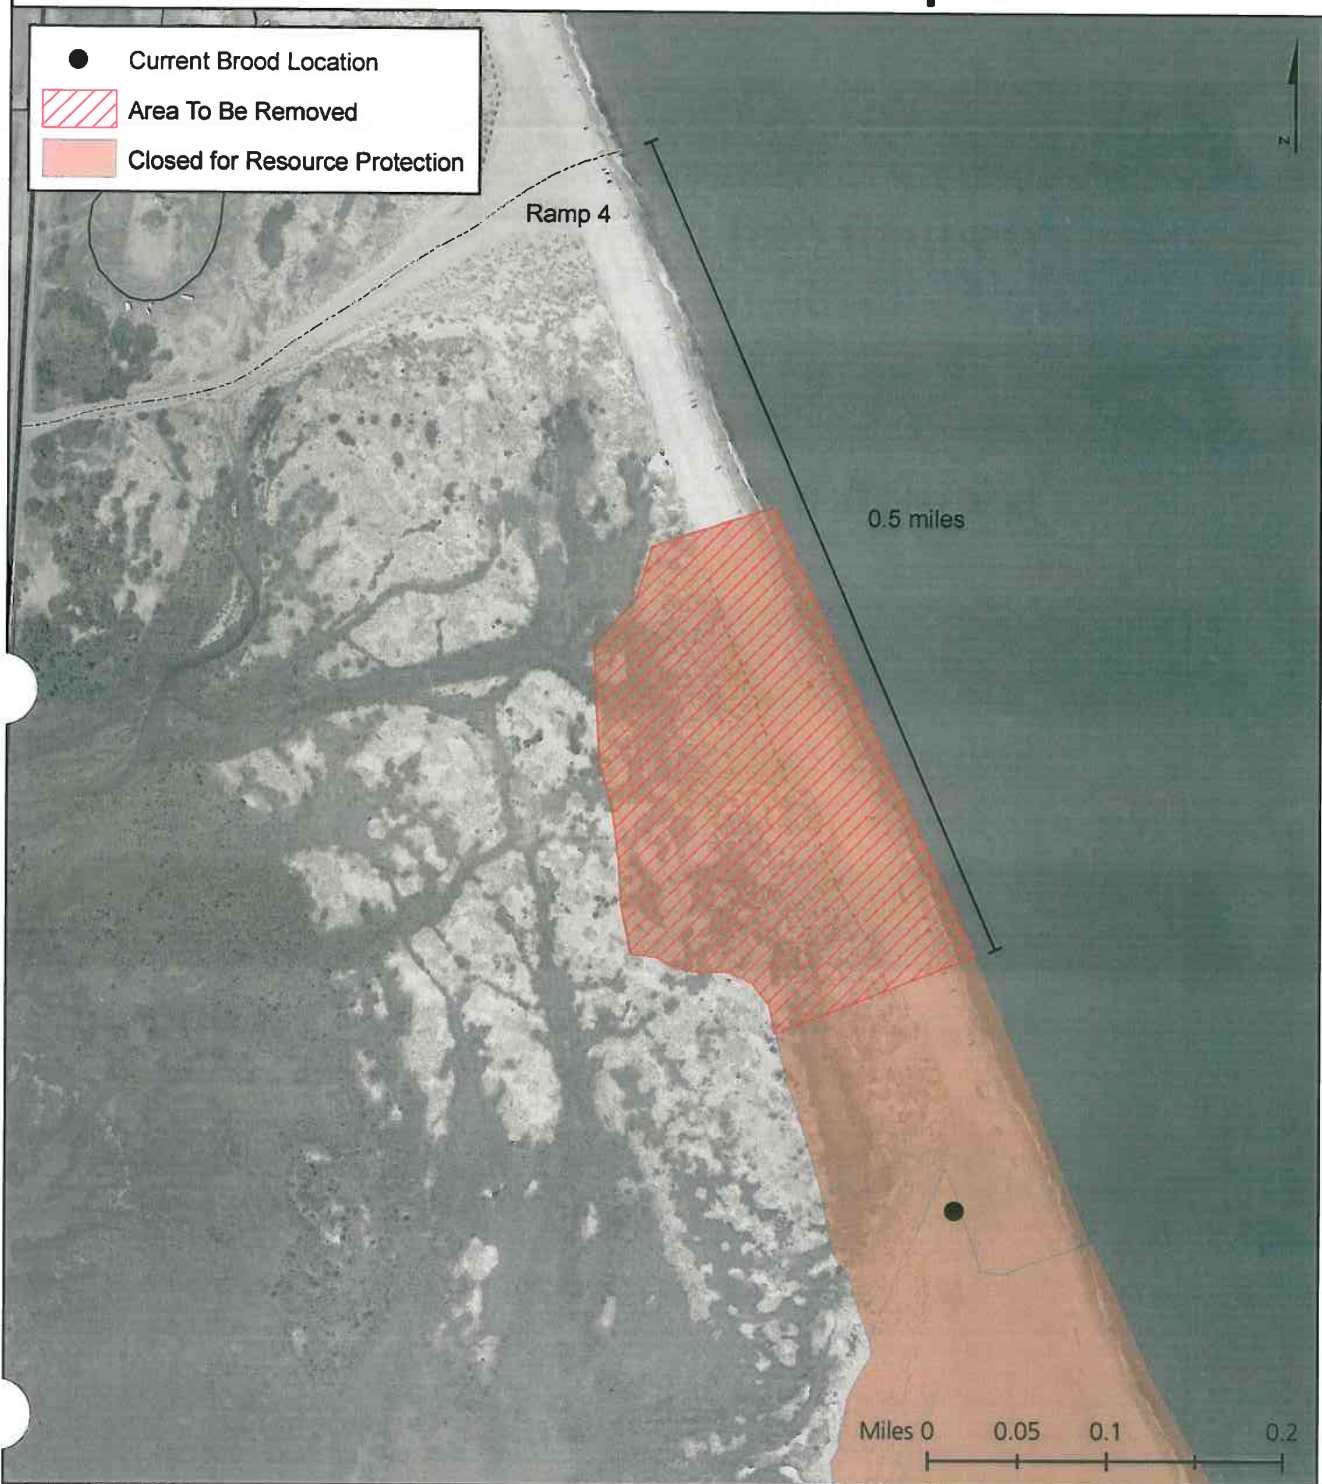 Current Brood Location
Area To Be Removed
Closed for Resource Protection
N
Ramp 4
0.5 miles
Miles 0 0.05 0.1 0.2